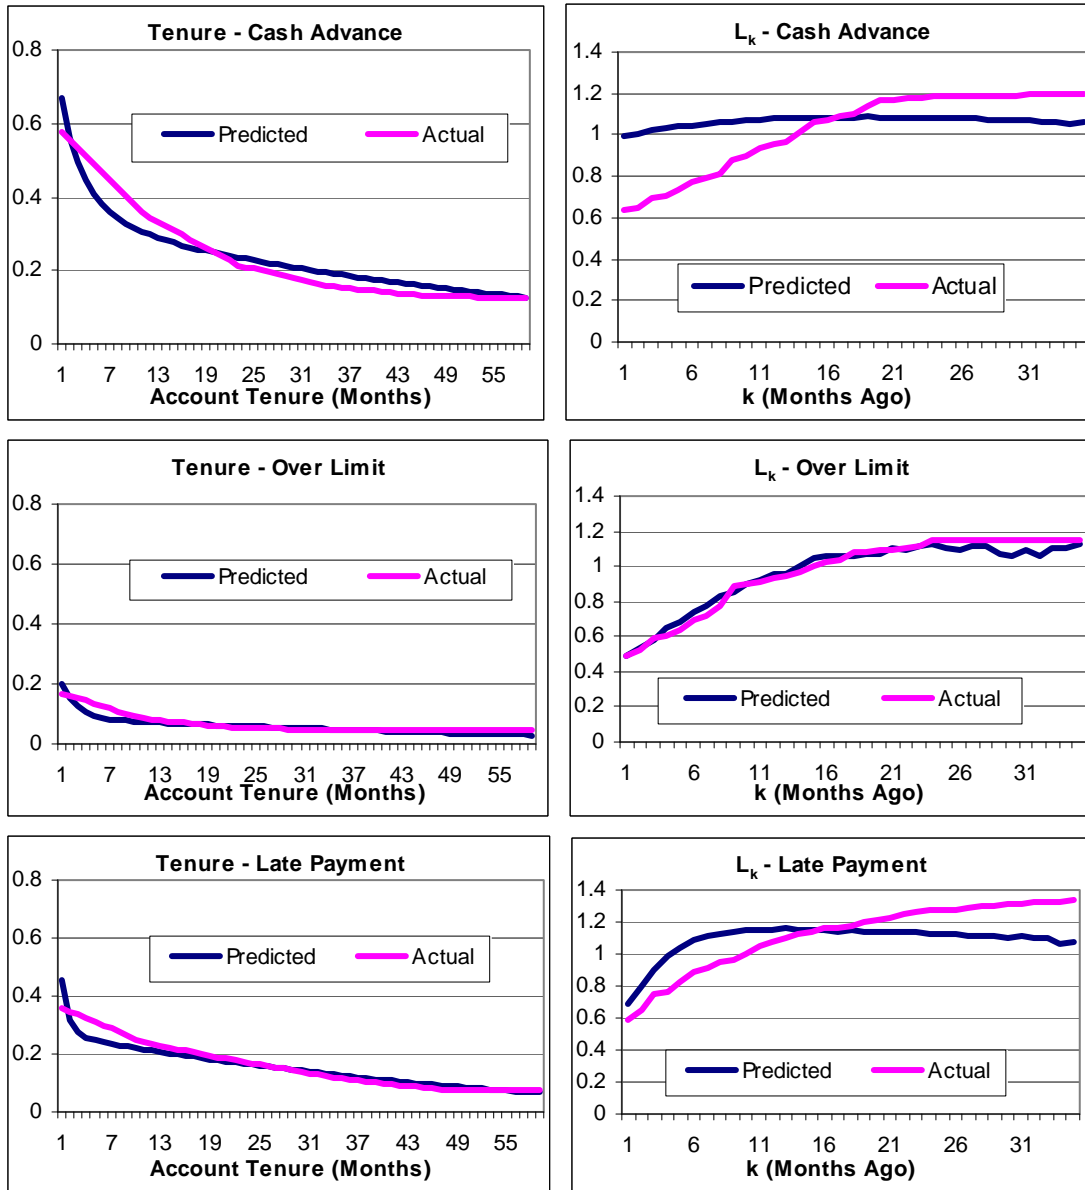 Tenure - Cash Advance
0.8
0.6
0.4
0.2
0
Predicted Actual
1 7 13 19 25 31 37 43 49 55
Account Tenure (Months)
Lk - Cash Advance
1.4
1.2
1
0.8
0.6
0.4
0.2
0
Predicted Actual
1 6 11 16 21 26 31
k (Months Ago)
Tenure - Over Limit
0.8
0.6
0.4
0.2
0
Predicted Actual
1 7 13 19 25 31 37 43 49 55
Account Tenure (Months)
Lk - Over Limit
1.4
1.2
1
0.8
0.6
0.4
0.2
0
Predicted Actual
1 6 11 16 21 26 31
k (Months Ago)
Tenure - Late Payment
0.8
0.6
0.4
0.2
0
Predicted Actual
1 7 13 19 25 31 37 43 49 55
Account Tenure (Months)
Lk - Late Payment
1.4
1.2
1
0.8
0.6
0.4
0.2
0
Predicted Actual
1 6 11 16 21 26 31
k (Months Ago)